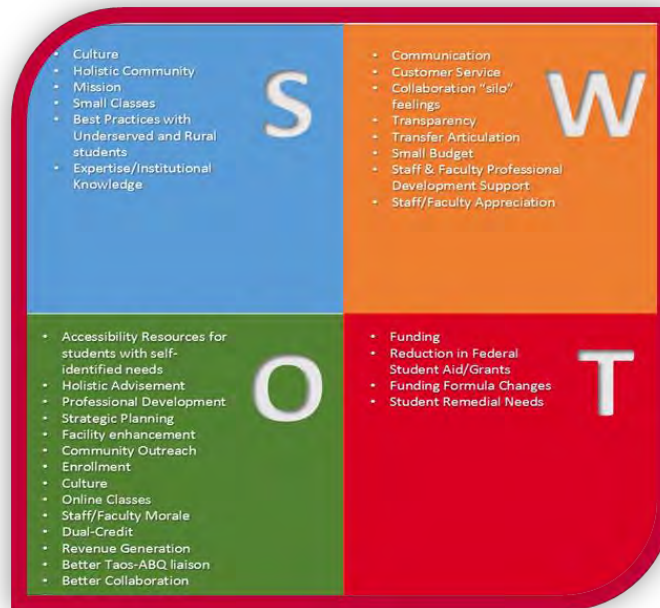 • Culture
• Holistic Community
• Mission
• Small Classes
• Best Practices with
Underserved and Rural
students
• Expertise/Institutional
Knowledge
S
• Communication
• Customer Service
• Collaboration “silo”
feelings
• Transparency
• Transfer Articulation
• Small Budget
• Staff & Faculty Professional
Development Support
• Staff/Faculty Appreciation
W
• Accessibility Resources for
students with self-
identified needs
• Holistic Advisement
• Professional Development
• Strategic Planning
• Facility enhancement
• Community Outreach
• Enrollment
• Culture
• Online Classes
• Staff/Faculty Morale
• Dual-Credit
• Revenue Generation
• Better Taos-ABQ liaison
• Better Collaboration
O
• Funding
• Reduction in Federal
Student Aid/Grants
• Funding Formula Changes
• Student Remedial Needs
T